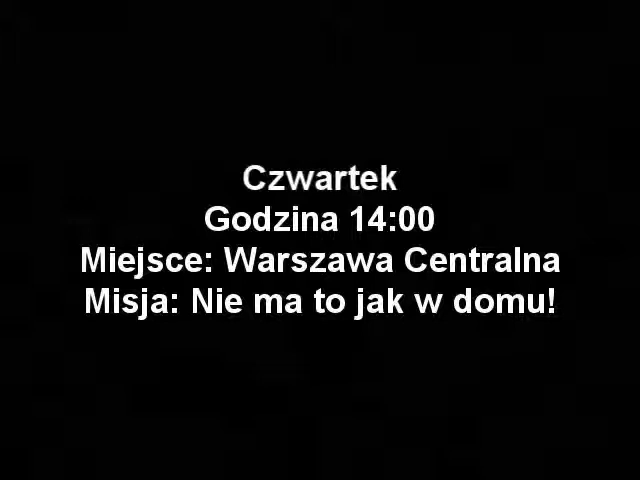 Czwartek
Godzina 14:00
Miejsce: Warszawa Centralna
Misja: Nie ma to jak w domu!